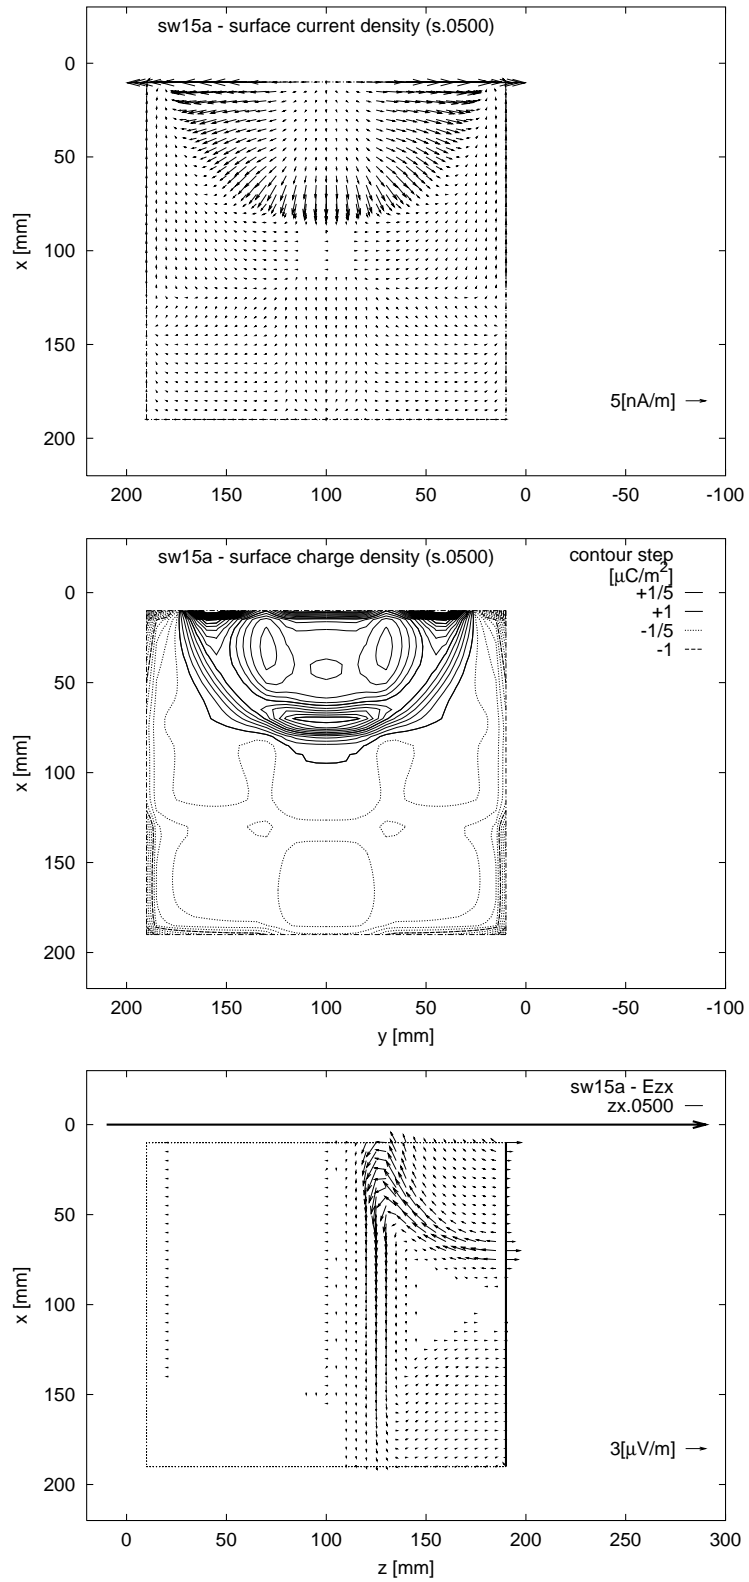 sw15a - surface current density (s.0500)
0
50
100
150
200
x [mm]
5[nA/m]
200 150 100 50 0 -50 -100
sw15a - surface charge density (s.0500)
contour step
[μC/m²]
+1/5
+1
-1/5
-1
0
50
100
150
200
x [mm]
200 150 100 50 0 -50 -100
y [mm]
sw15a - Ezx
zx.0500
0
50
100
150
200
x [mm]
3[μV/m]
0 50 100 150 200 250 300
z [mm]